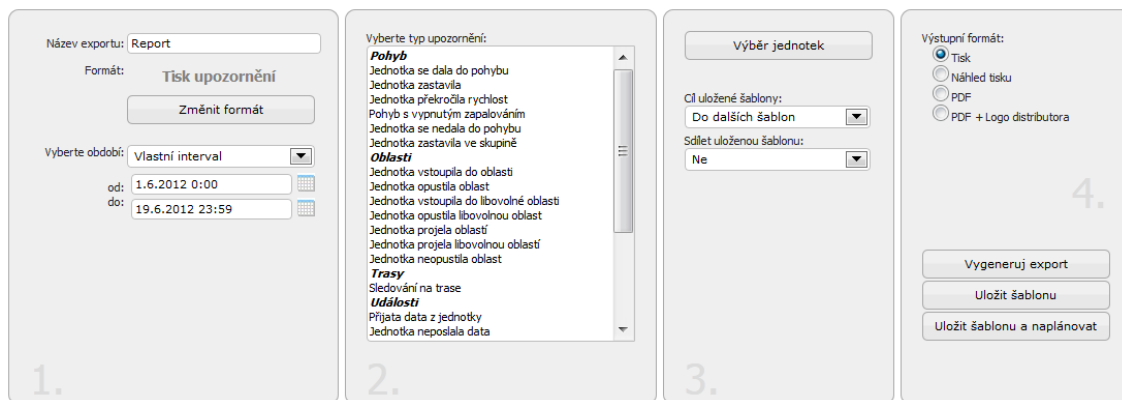 Název exportu: Report
Formát: Tisk upozornění
Změnit formát
Vyberte období: Vlastní interval
od: 1.6.2012 0:00
do: 19.6.2012 23:59
1.
Vyberte typ upozornění:
Pohyb
Jednotka se dala do pohybu
Jednotka zastavila
Jednotka překročila rychlost
Pohyb s vypnutým zapalováním
Jednotka se nedala do pohybu
Jednotka zastavila ve skupině
Oblasti
Jednotka vstoupila do oblasti
Jednotka opustila oblast
Jednotka vstoupila do libovolné oblasti
Jednotka opustila libovolnou oblast
Jednotka projela oblastí
Jednotka projela libovolnou oblastí
Jednotka neopustila oblast
Trasy
Sledování na trase
Události
Přijata data z jednotky
Jednotka neposlala data
2.
Výběr jednotek
Cíl uložené šablony:
Do dalších šablon
Sdílet uloženou šablonu:
Ne
3.
Výstupní formát:
Tisk
Náhled tisku
PDF
PDF + Logo distributora
4.
Vygeneruj export
Uložit šablonu
Uložit šablonu a naplánovat